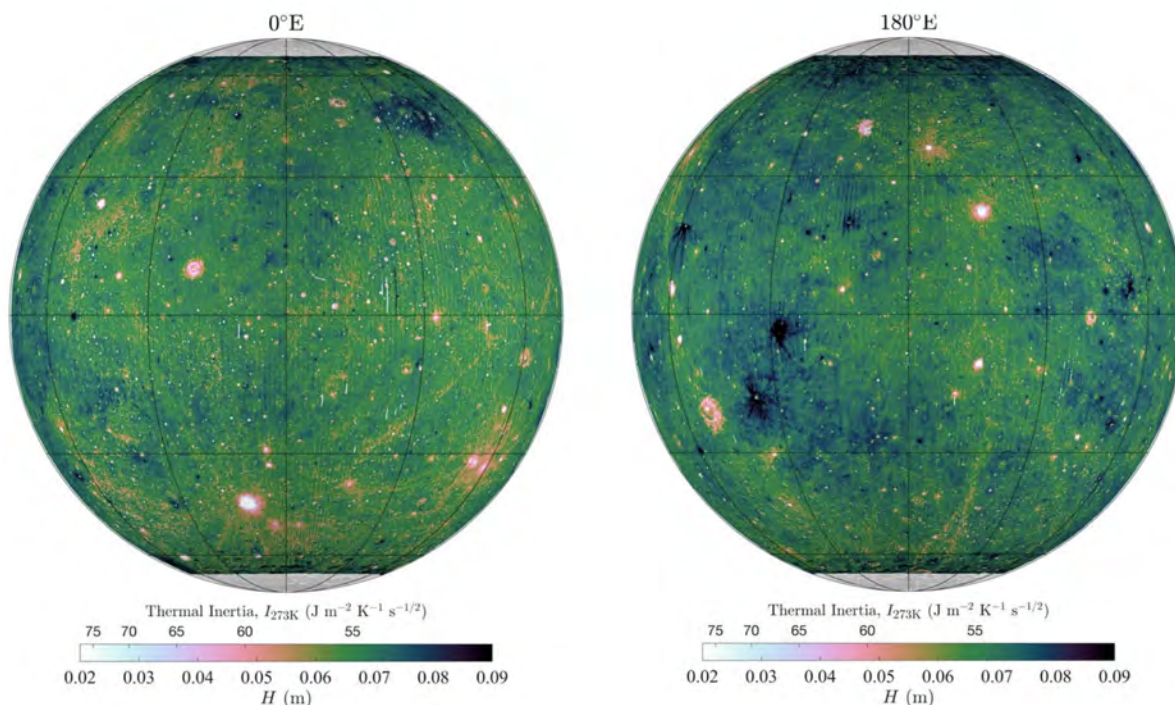 0°E
180°E
Thermal Inertia, I₂₇₃K (J m⁻² K⁻¹ s⁻¹/²)
75 70 65 60 55
0.02 0.03 0.04 0.05 0.06 0.07 0.08 0.09
H (m)
Thermal Inertia, I₂₇₃K (J m⁻² K⁻¹ s⁻¹/²)
75 70 65 60 55
0.02 0.03 0.04 0.05 0.06 0.07 0.08 0.09
H (m)